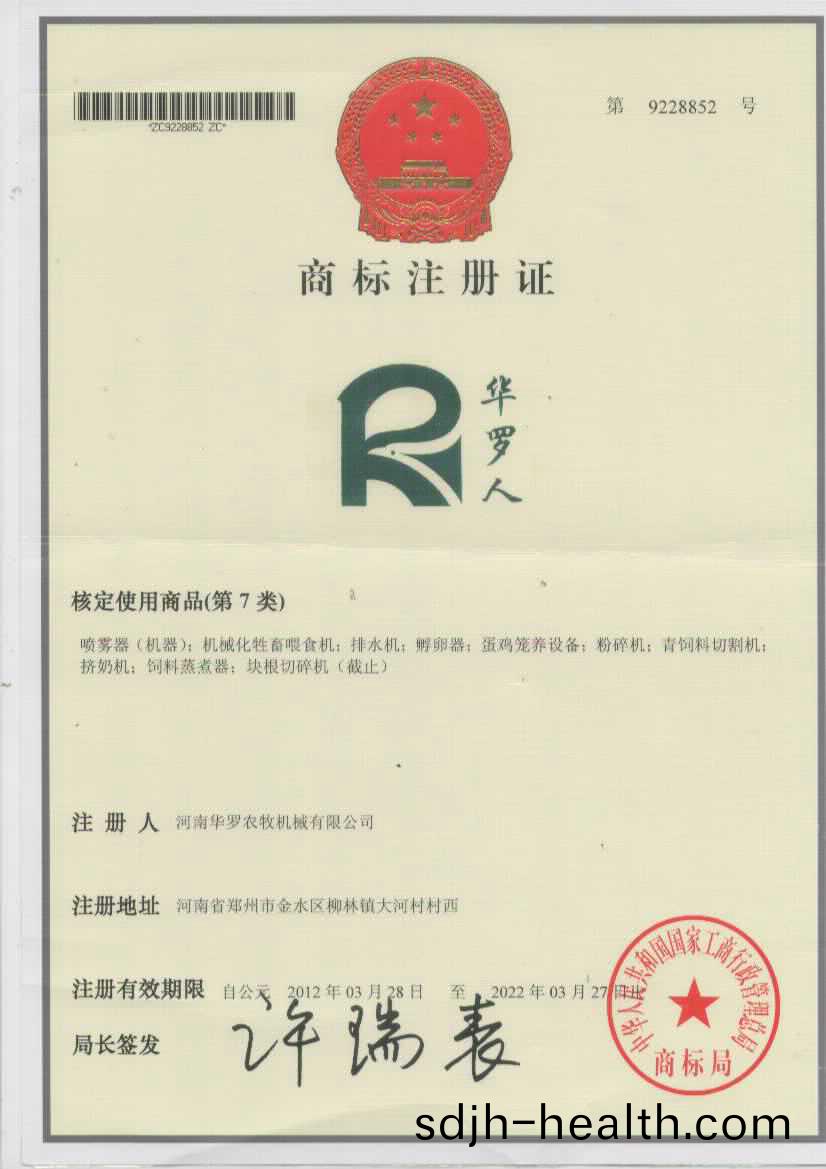 第 9228852 号
*ZC9228852 ZC*
商标注册证
华
罗
人
核定使用商品(第 7 类)
喷雾器（机器）；机械化牲畜喂食机；排水机；孵卵器；蛋鸡笼养设备；粉碎机；青饲料切割机；
挤奶机；饲料蒸煮器；块根切碎机（截止）
注 册 人 河南华罗农牧机械有限公司
注册地址 河南省郑州市金水区柳林镇大河村村西
注册有效期限 自公元 2012 年 03 月 28 日 至 2022 年 03 月 27 日止
局长签发 许瑞表
中华人民共和国国家工商行政管理总局
商标局
sdjh-health.com